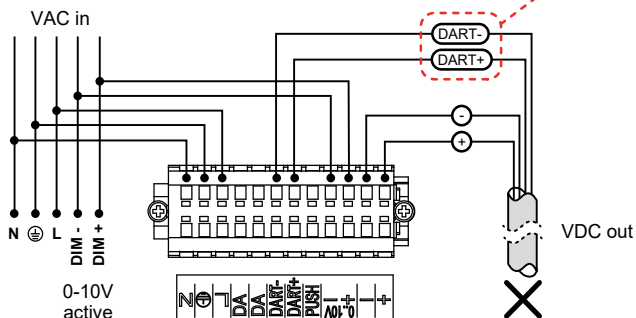 VAC in
DART-
DART+
-
+
N L DIM - DIM +
VDC out
0-10V
active
N L DA DA DART- DART+ PUSH - + 0..10V - +